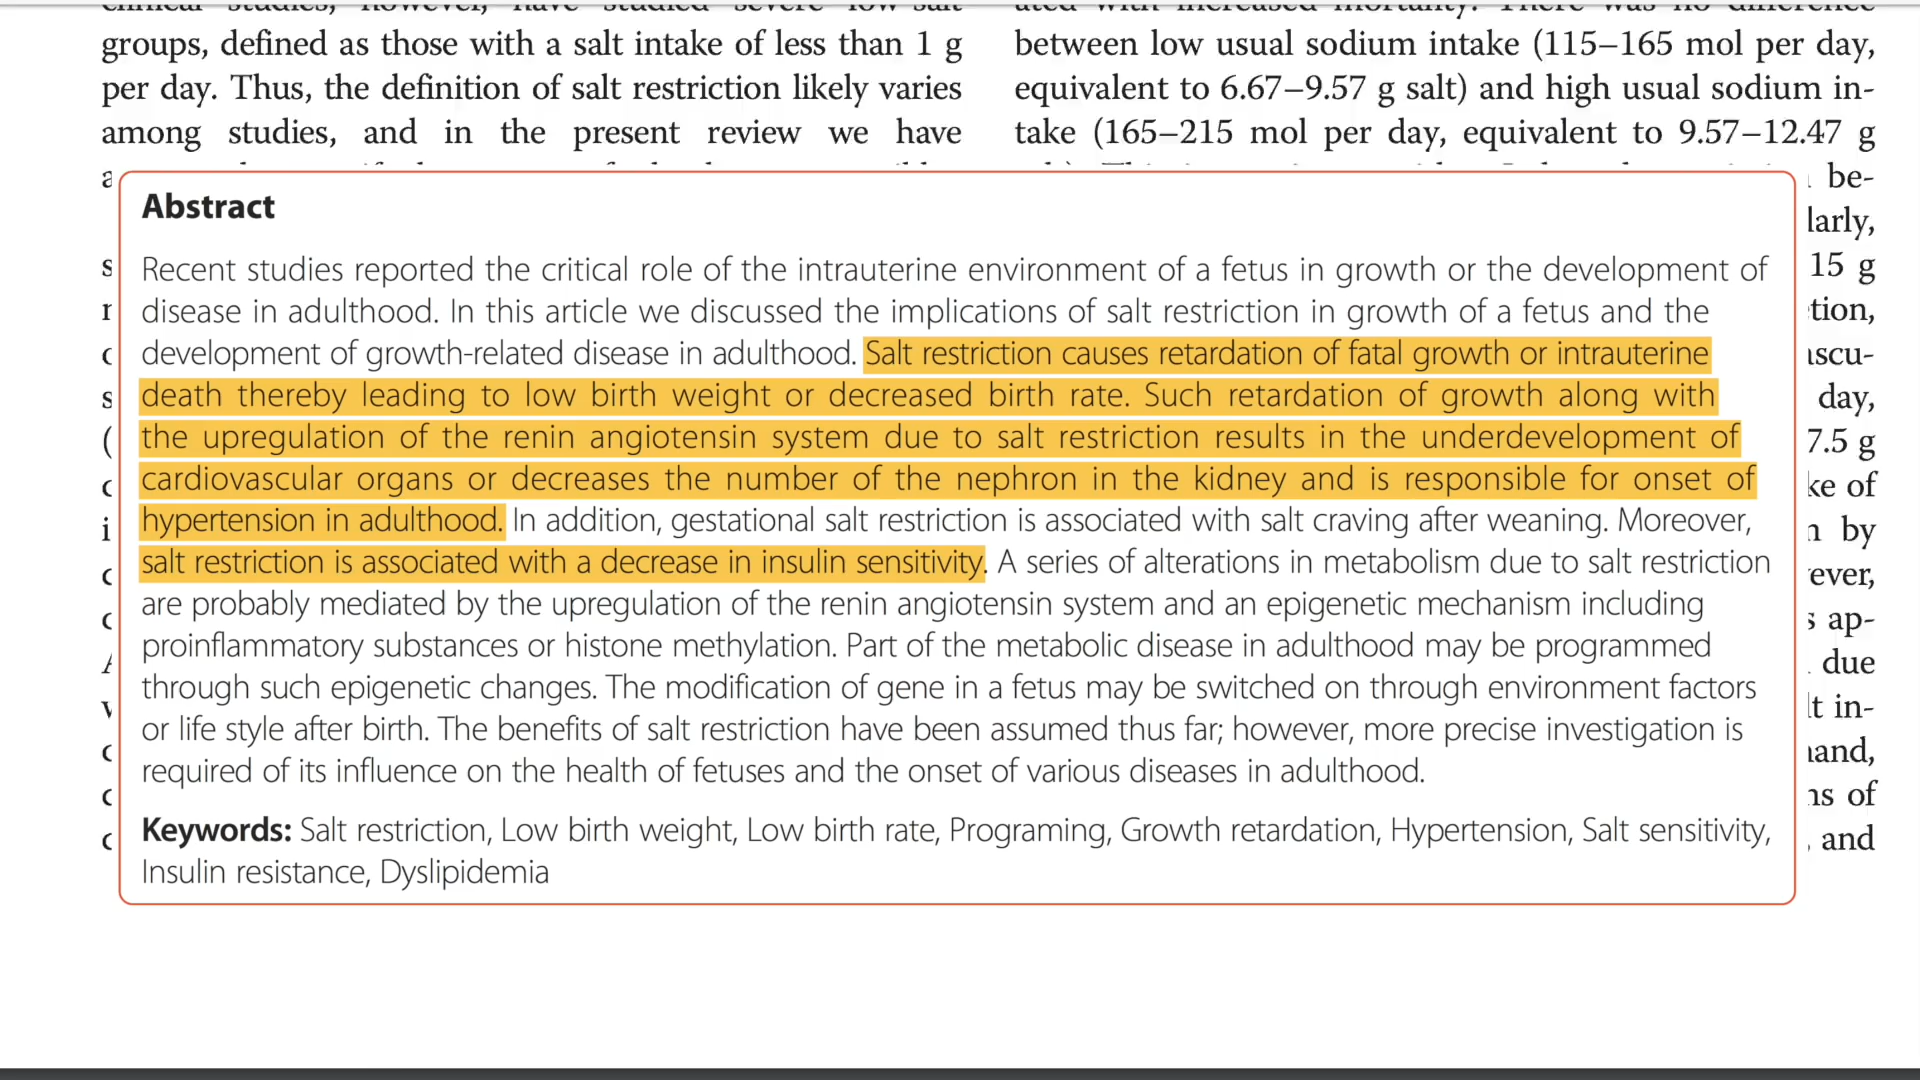 groups, defined as those with a salt intake of less than 1 g
per day. Thus, the definition of salt restriction likely varies
among studies, and in the present review we have
between low usual sodium intake (115–165 mol per day,
equivalent to 6.67–9.57 g salt) and high usual sodium in-
take (165–215 mol per day, equivalent to 9.57–12.47 g
Abstract
Recent studies reported the critical role of the intrauterine environment of a fetus in growth or the development of
disease in adulthood. In this article we discussed the implications of salt restriction in growth of a fetus and the
development of growth-related disease in adulthood. Salt restriction causes retardation of fatal growth or intrauterine
death thereby leading to low birth weight or decreased birth rate. Such retardation of growth along with
the upregulation of the renin angiotensin system due to salt restriction results in the underdevelopment of
cardiovascular organs or decreases the number of the nephron in the kidney and is responsible for onset of
hypertension in adulthood. In addition, gestational salt restriction is associated with salt craving after weaning. Moreover,
salt restriction is associated with a decrease in insulin sensitivity. A series of alterations in metabolism due to salt restriction
are probably mediated by the upregulation of the renin angiotensin system and an epigenetic mechanism including
proinflammatory substances or histone methylation. Part of the metabolic disease in adulthood may be programmed
through such epigenetic changes. The modification of gene in a fetus may be switched on through environment factors
or life style after birth. The benefits of salt restriction have been assumed thus far; however, more precise investigation is
required of its influence on the health of fetuses and the onset of various diseases in adulthood.
Keywords: Salt restriction, Low birth weight, Low birth rate, Programing, Growth retardation, Hypertension, Salt sensitivity,
Insulin resistance, Dyslipidemia
be-
15 g
day,
7.5 g
of
by
ap-
due
in-
of
and